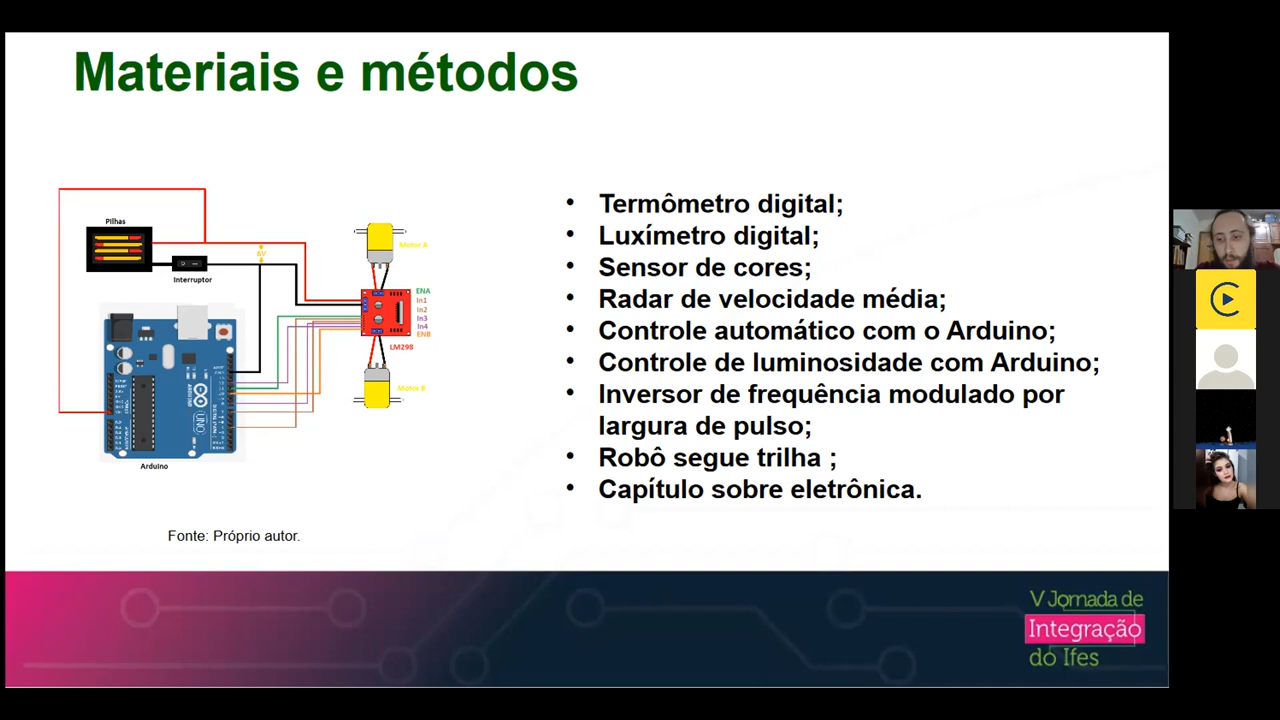 Materiais e métodos
Pilhas
Interruptor
6V
Motor A
ENA
In1
In2
In3
In4
ENB
LM298
Motor B
ARDUINO
UNO
Arduino
Fonte: Próprio autor.
• Termômetro digital;
• Luxímetro digital;
• Sensor de cores;
• Radar de velocidade média;
• Controle automático com o Arduino;
• Controle de luminosidade com Arduino;
• Inversor de frequência modulado por
largura de pulso;
• Robô segue trilha ;
• Capítulo sobre eletrônica.
V Jornada de
Integração
do Ifes